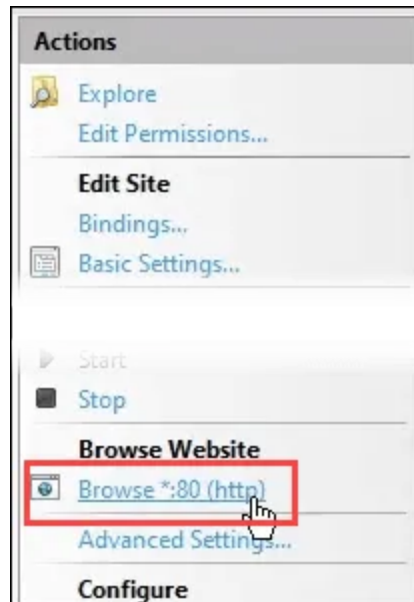 Actions
Explore
Edit Permissions...
Edit Site
Bindings...
Basic Settings...
Start
Stop
Browse Website
Browse *:80 (http)
Advanced Settings...
Configure